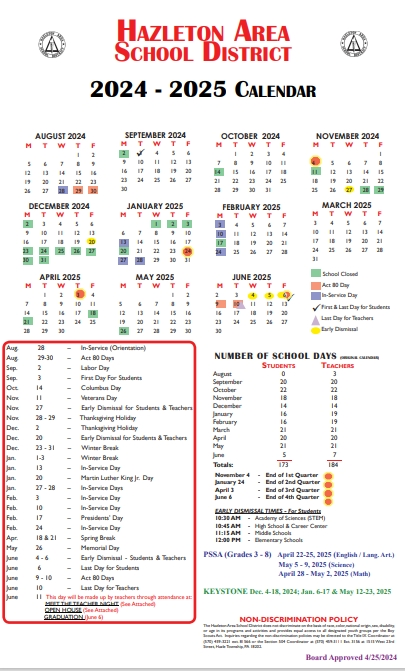 HAZLETON AREA
SCHOOL DISTRICT
2024 - 2025 CALENDAR
AUGUST 2024
M T W T F
1 2
5 6 7 8 9
12 13 14 15 16
19 20 21 22 23
26 27 28 29 30
SEPTEMBER 2024
M T W T F
2 4 5 6
9 10 11 12 13
16 17 18 19 20
23 24 25 26 27
30
OCTOBER 2024
M T W T F
1 2 3 4
7 8 9 10 11
14 15 16 17 18
21 22 23 24 25
28 29 30 31
NOVEMBER 2024
M T W T F
1
4 5 6 7 8
11 12 13 14 15
18 19 20 21 22
25 26 27 28 29
DECEMBER 2024
M T W T F
2 3 4 5 6
9 10 11 12 13
16 17 18 19 20
23 24 25 26 27
30 31
JANUARY 2025
M T W T F
1 2 3
6 7 8 9 10
13 14 15 16 17
20 21 22 23 24
27 28 29 30 31
FEBRUARY 2025
M T W T F
3 4 5 6 7
10 11 12 13 14
17 18 19 20 21
24 25 26 27 28
MARCH 2025
M T W T F
3 4 5 6 7
10 11 12 13 14
17 18 19 20 21
24 25 26 27 28
31
APRIL 2025
M T W T F
1 2 3 4
7 8 9 10 11
14 15 16 17 18
21 22 23 24 25
28 29 30
MAY 2025
M T W T F
1 2
5 6 7 8 9
12 13 14 15 16
19 20 21 22 23
26 27 28 29 30
JUNE 2025
M T W T F
2 3 4 5 6
9 10 11 12 13
16 17 18 19 20
23 24 25 26 27
30
School Closed
Act 80 Day
In-Service Day
First & Last Day for Students
Last Day for Teachers
Early Dismissal
Aug. 28 – In-Service (Orientation)
Aug. 29-30 – Act 80 Days
Sep. 2 – Labor Day
Sep. 3 – First Day For Students
Oct. 14 – Columbus Day
Nov. 11 – Veterans Day
Nov. 27 – Early Dismissal for Students & Teachers
Nov. 28 - 29 – Thanksgiving Holiday
Dec. 2 – Thanksgiving Holiday
Dec. 20 – Early Dismissal for Students & Teachers
Dec. 23 - 31 – Winter Break
Jan. 1-3 – Winter Break
Jan. 13 – In-Service Day
Jan. 20 – Martin Luther King Jr. Day
Jan. 27 - 28 – In-Service Days
Feb. 3 – In-Service Day
Feb. 10 – In-Service Day
Feb. 17 – Presidents' Day
Feb. 24 – In-Service Day
Apr. 18 & 21 – Spring Break
May 26 – Memorial Day
June 4 - 6 – Early Dismissal - Students & Teachers
June 6 – Last Day for Students
June 9 - 10 – Act 80 Days
June 10 – Last Day for Teachers
June 11 This day will be made up by teachers through attendance at:
MEET THE TEACHER NIGHT (See Attached)
OPEN HOUSE (See Attached)
GRADUATION (June 6)
NUMBER OF SCHOOL DAYS
STUDENTS TEACHERS
August 0 3
September 20 20
October 22 22
November 18 18
December 14 14
January 16 19
February 16 19
March 21 21
April 20 20
May 21 21
June 5 7
Totals: 173 184
November 4 - End of 1st Quarter
January 24 - End of 2nd Quarter
April 3 - End of 3rd Quarter
June 6 - End of 4th Quarter
EARLY DISMISSAL TIMES – For Students
10:30 AM - Academy of Sciences (STEM)
10:45 AM - High School & Career Center
11:15 AM - Middle Schools
12:00 PM - Elementary Schools
PSSA (Grades 3 - 8) April 22-25, 2025 (English / Lang. Art.)
May 5 - 9, 2025 (Science)
April 28 - May 2, 2025 (Math)
KEYSTONE Dec. 4-18, 2024; Jan. 6-17 & May 12-23, 2025
NON-DISCRIMINATION POLICY
Board Approved 4/25/2024